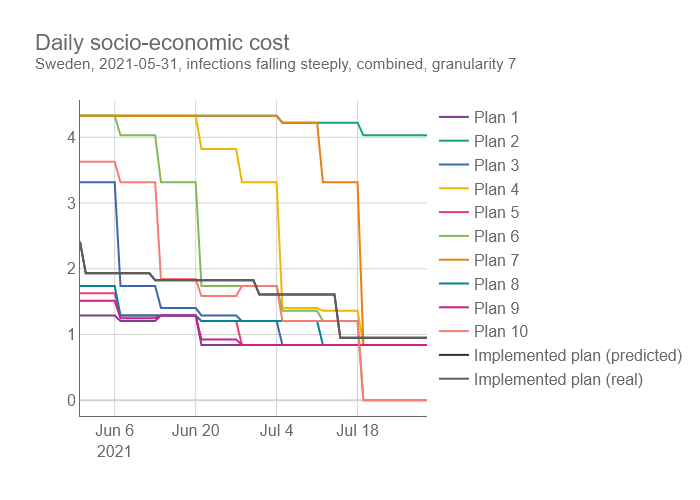 Daily socio-economic cost
Sweden, 2021-05-31, infections falling steeply, combined, granularity 7
4
3
2
1
0
Jun 6
2021
Jun 20
Jul 4
Jul 18
Plan 1
Plan 2
Plan 3
Plan 4
Plan 5
Plan 6
Plan 7
Plan 8
Plan 9
Plan 10
Implemented plan (predicted)
Implemented plan (real)